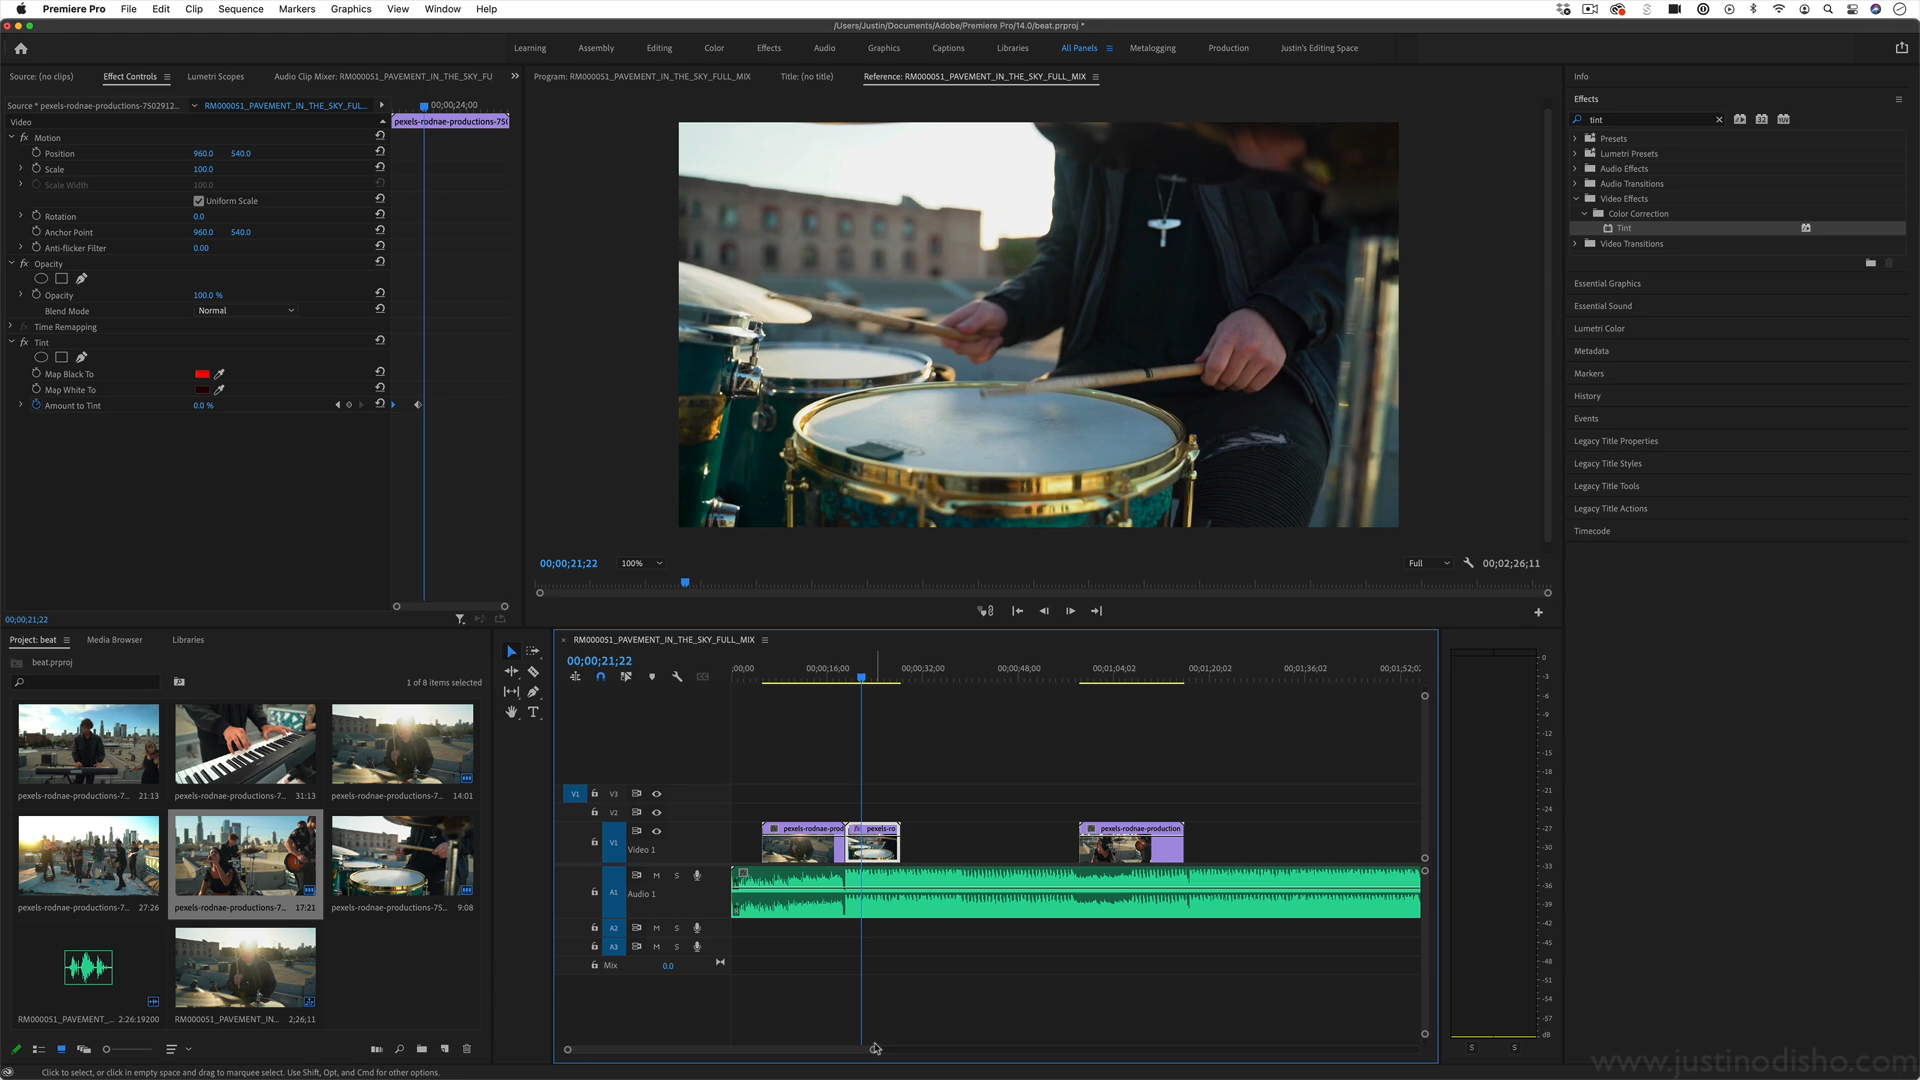 Premiere Pro File Edit Clip Sequence Markers Graphics View Window Help
/Users/Justin/Documents/Adobe/Premiere Pro/14.0/beat.prproj *
Learning Assembly Editing Color Effects Audio Graphics Captions Libraries All Panels Metalogging Production Justin's Editing Space
Source: (no clips) Effect Controls Lumetri Scopes Audio Clip Mixer: RM000051_PAVEMENT_IN_THE_SKY_FU
Source * pexels-rodnae-productions-7502912... RM000051_PAVEMENT_IN_THE_SKY_FUL...
00;00;24;00
Video
pexels-rodnae-productions-75(
fx Motion
Position 960.0 540.0
Scale 100.0
Scale Width 100.0
Uniform Scale
Rotation 0.0
Anchor Point 960.0 540.0
Anti-flicker Filter 0.00
fx Opacity
Opacity 100.0 %
Blend Mode Normal
fx Time Remapping
fx Tint
Map Black To
Map White To
Amount to Tint 0.0 %
00;00;21;22
Program: RM000051_PAVEMENT_IN_THE_SKY_FULL_MIX Title: (no title) Reference: RM000051_PAVEMENT_IN_THE_SKY_FULL_MIX
00;00;21;22 100% Full 00;02;26;11
Info
Effects
tint
32 YUV
Presets
Lumetri Presets
Audio Effects
Audio Transitions
Video Effects
Color Correction
Tint
Video Transitions
Essential Graphics
Essential Sound
Lumetri Color
Metadata
Markers
History
Events
Legacy Title Properties
Legacy Title Styles
Legacy Title Tools
Legacy Title Actions
Timecode
Project: beat Media Browser Libraries
beat.prproj
1 of 8 items selected
pexels-rodnae-productions-7... 21:13
pexels-rodnae-productions-7... 31:13
pexels-rodnae-productions-7... 14:01
pexels-rodnae-productions-7... 27:26
pexels-rodnae-productions-7... 17:21
pexels-rodnae-productions-75... 9:08
RM000051_PAVEMENT_... 2:26:19200
RM000051_PAVEMENT_IN... 2;26;11
RM000051_PAVEMENT_IN_THE_SKY_FULL_MIX
00;00;21;22
;00;00 00;00;16;00 00;00;32;00 00;00;48;00 00;01;04;02 00;01;20;02 00;01;36;02 00;01;52;0
V1 V3
V2
V1 Video 1
pexels-rodnae-prod
pexels-ro
pexels-rodnae-production
A1 M S Audio 1
A2 M S
A3 M S
Mix 0.0
0
-3
-6
-9
-12
-15
-18
-21
-24
-27
-30
-33
-36
-39
-42
-45
-48
-51
-54
-57
dB
S S
Click to select, or click in empty space and drag to marquee select. Use Shift, Opt, and Cmd for other options.
www.justinodisho.com